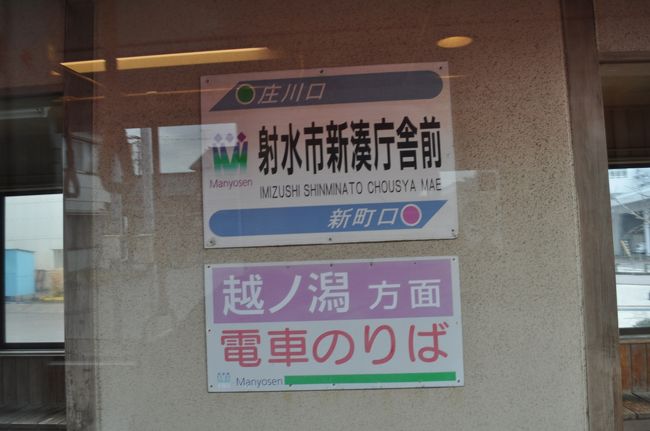 庄川口
射水市新湊庁舎前
Manyosen
IMIZUSHI SHINMINATO CHOUSYA MAE
新町口
越ノ潟 方面
電車のりば
Manyosen